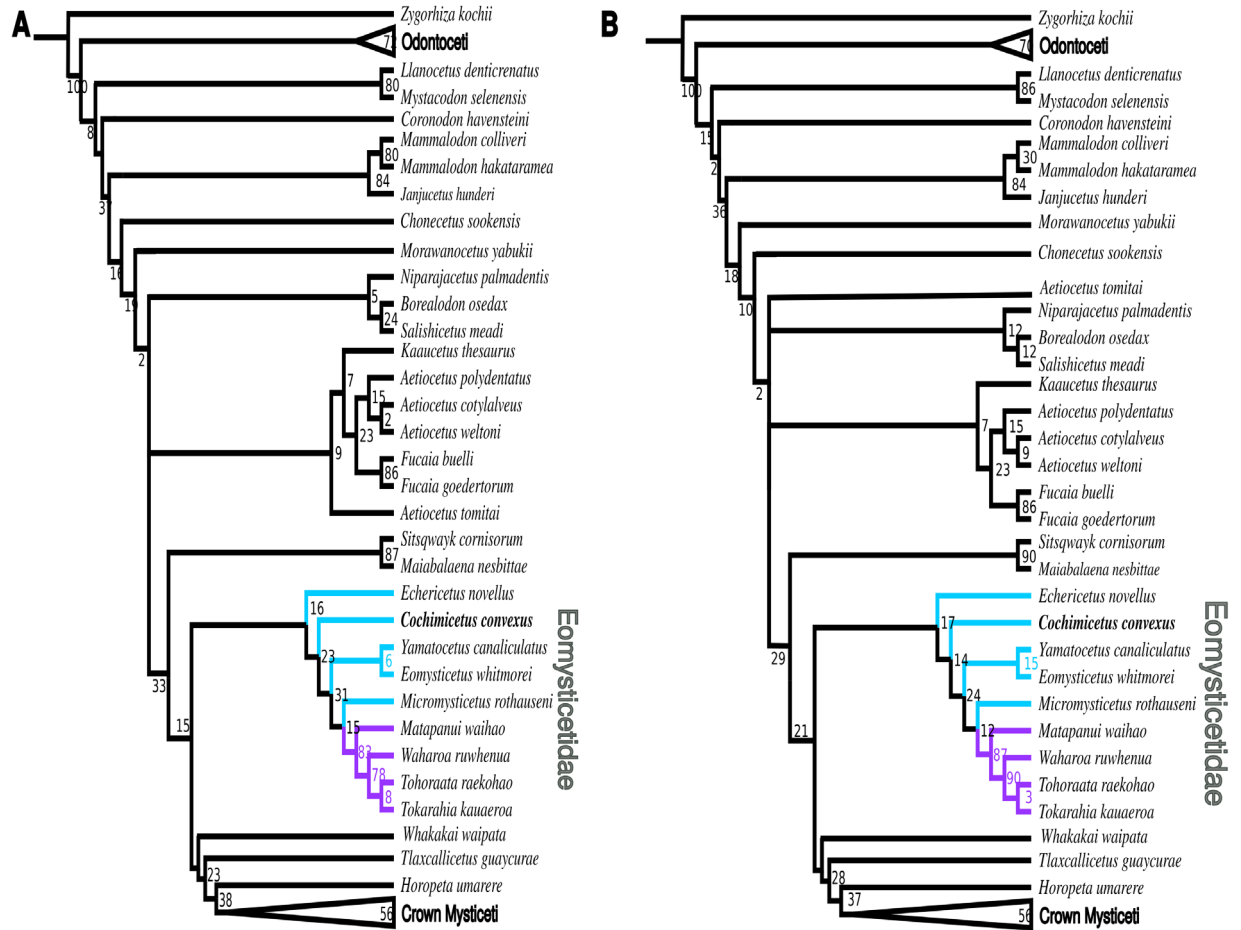 A
Zygorhiza kochii
72
Odontoceti
Llanocetus denticrenatus
100
80
Mystacodon selenensis
Coronodon havensteini
8
Mammalodon colliveri
80
Mammalodon hakataramea
84
Janjucetus hunderi
37
Chonecetus sookensis
Morawanocetus yabukii
16
Niparajacetus palmadentis
5
19
Borealodon osedax
24
Salishicetus meadi
Kaaucetus thesaurus
2
7
Aetiocetus polydentatus
15
Aetiocetus cotylalveus
2
Aetiocetus weltoni
23
9
Fucaia buelli
86
Fucaia goedertorum
Aetiocetus tomitai
Sitsqwayk cornisorum
87
Maiabalaena nesbittae
Echericetus novellus
16
Cochimicetus convexus
Yamatocetus canaliculatus
23
6
Eomysticetus whitmorei
33
31
Micromysticetus rothauseni
15
15
Matapanui waihao
83
Waharoa ruwhenua
78
Tohoraata raekohao
8
Tokarahia kauaeroa
Eomysticetidae
Whakakai waipata
Tlaxcallicetus guaycurae
23
Horopeta umarere
38
56
Crown Mysticeti
B
Zygorhiza kochii
70
Odontoceti
Llanocetus denticrenatus
100
86
Mystacodon selenensis
Coronodon havensteini
15
Mammalodon colliveri
30
2
Mammalodon hakataramea
84
Janjucetus hunderi
36
Morawanocetus yabukii
Chonecetus sookensis
18
Aetiocetus tomitai
10
Niparajacetus palmadentis
12
Borealodon osedax
12
Salishicetus meadi
Kaaucetus thesaurus
2
Aetiocetus polydentatus
7
15
Aetiocetus cotylalveus
9
Aetiocetus weltoni
23
Fucaia buelli
86
Fucaia goedertorum
Sitsqwayk cornisorum
90
Maiabalaena nesbittae
Echericetus novellus
17
Cochimicetus convexus
Yamatocetus canaliculatus
29
14
15
Eomysticetus whitmorei
24
Micromysticetus rothauseni
21
12
Matapanui waihao
87
Waharoa ruwhenua
90
Tohoraata raekohao
3
Tokarahia kauaeroa
Eomysticetidae
Whakakai waipata
Tlaxcallicetus guaycurae
28
Horopeta umarere
37
56
Crown Mysticeti